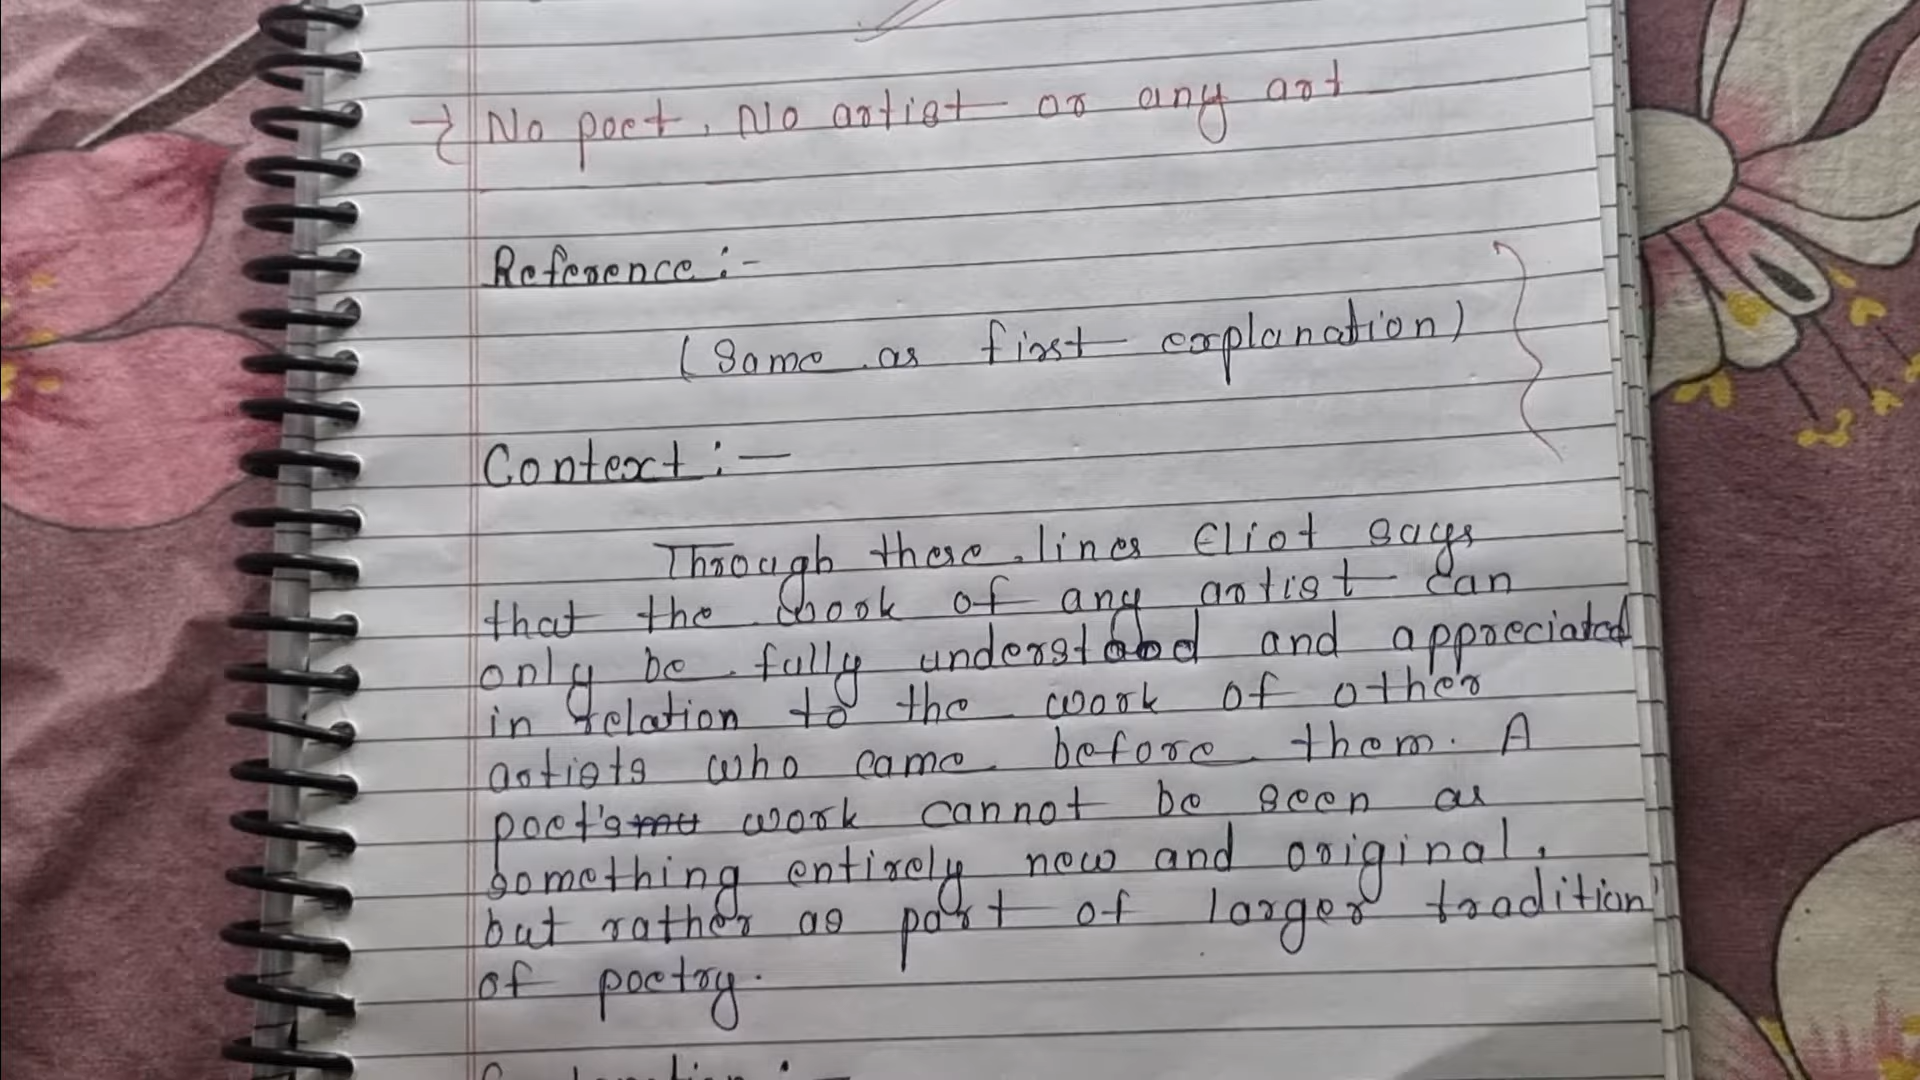 → No poet, No artist or any art
Reference :-
(Same as first explanation)
Context :-
Through these lines Eliot says
that the work of any artist can
only be fully understood and appreciated
in relation to the work of other
artists who came before them. A
poet's work cannot be seen as
something entirely new and original,
but rather as part of larger tradition
of poetry.